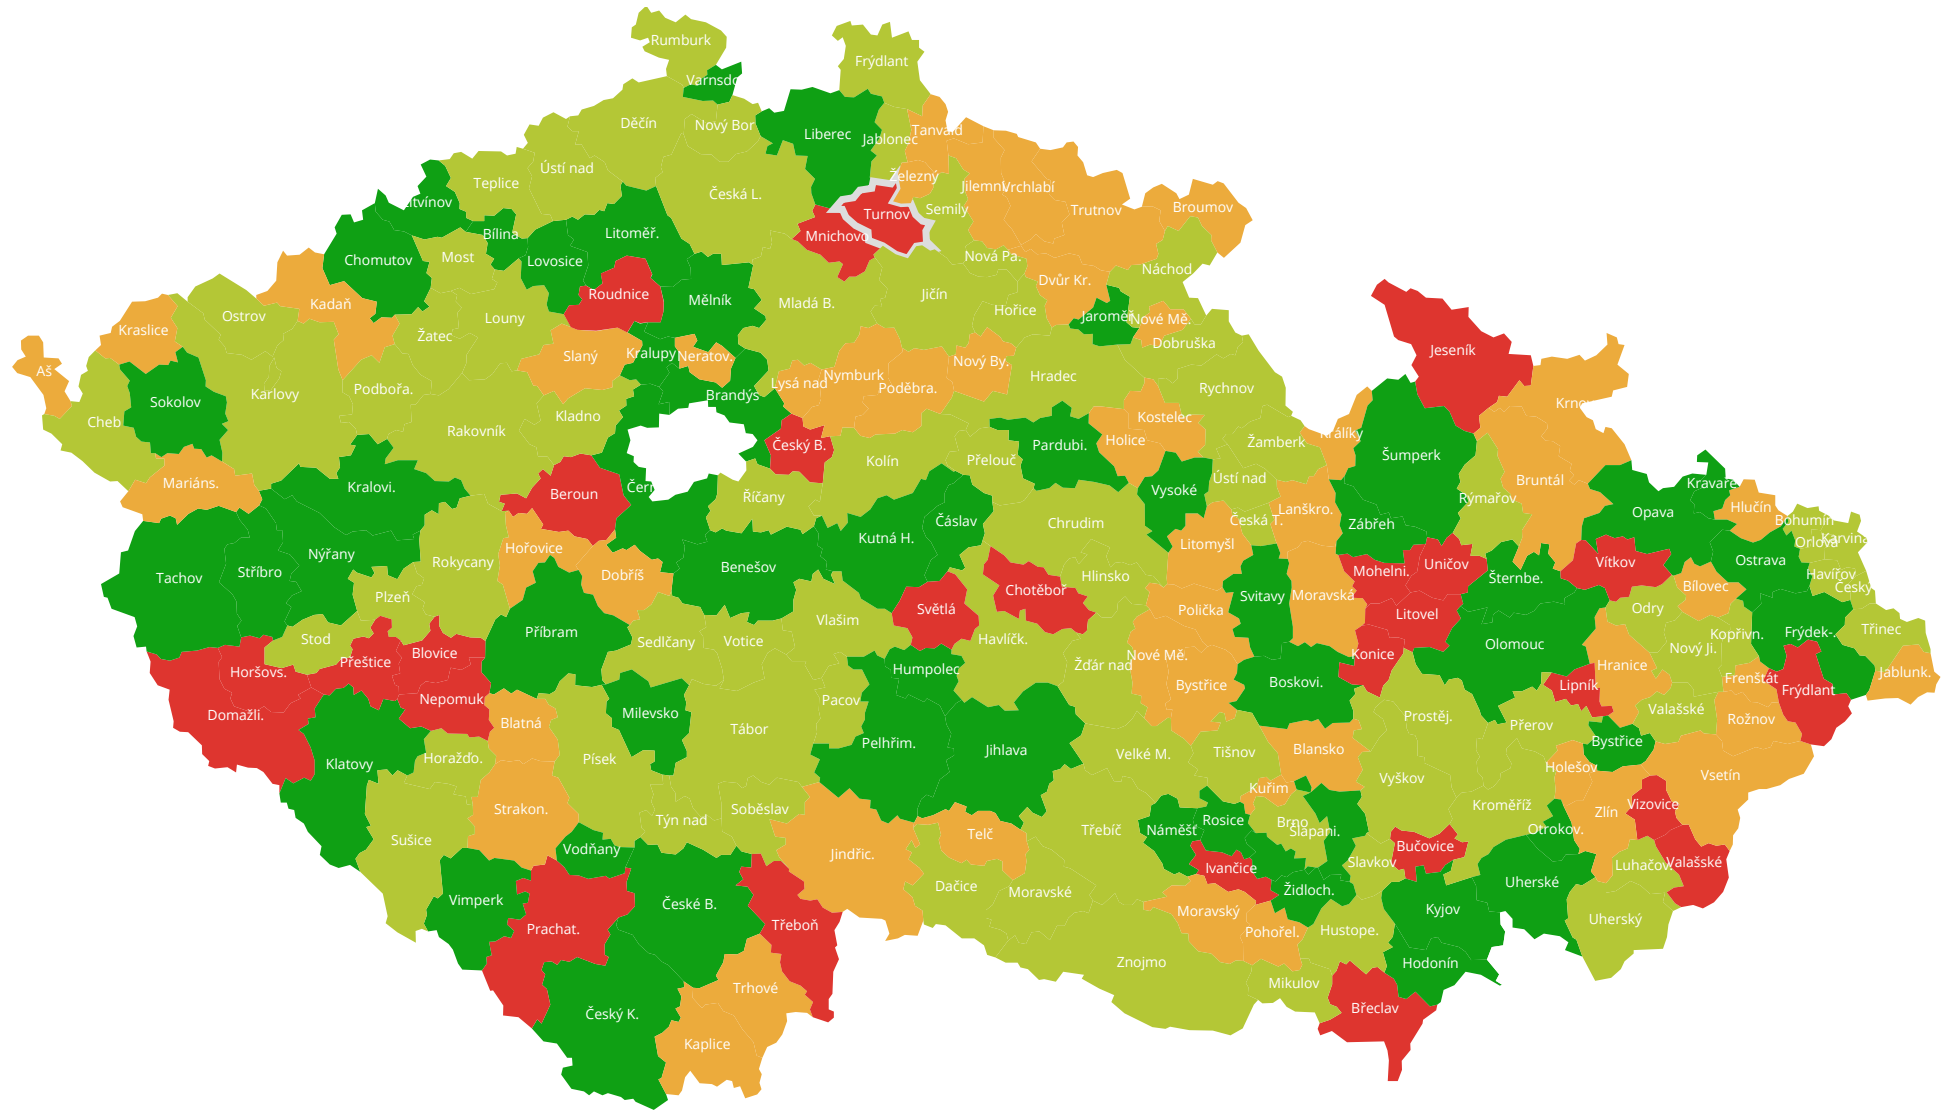 Rumburk
Frýdlant
Varnsdo
Děčín
Nový Bor
Liberec
Tanvald
Jablonec
Ústí nad
Teplice
Česká L.
Železný
Jilemni
Vrchlabí
Trutnov
Broumov
Semily
Turnov
Litvínov
Bílina
Litoměř.
Mnichovo
Most
Chomutov
Lovosice
Nová Pa.
Náchod
Dvůr Kr.
Roudnice
Mělník
Mladá B.
Jičín
Hořice
Kadaň
Ostrov
Kraslice
Louny
Žatec
Jaroměř
Nové Mě.
Dobruška
Jeseník
Slaný
Kralupy
Neratov.
Nový By.
Aš
Hradec
Nymburk
Lysá nad
Poděbra.
Rychnov
Podbořa.
Karlovy
Sokolov
Brandýs
Krnov
Cheb
Kladno
Kostelec
Rakovník
Králíky
Holice
Žamberk
Český B.
Pardubi.
Šumperk
Kolín
Přelouč
Mariáns.
Kralovi.
Čern
Beroun
Říčany
Vysoké
Ústí nad
Bruntál
Rýmařov
Kravaře
Hlučín
Opava
Lanškro.
Česká T.
Zábřeh
Bohumín
Čáslav
Chrudim
Kutná H.
Litomyšl
Orlová
Karviná
Hořovice
Nýřany
Rokycany
Ostrava
Vítkov
Stříbro
Tachov
Dobříš
Benešov
Hlinsko
Mohelni.
Uničov
Šternbe.
Havířov
Český
Bílovec
Chotěboř
Svitavy
Moravská
Plzeň
Světlá
Polička
Litovel
Odry
Vlašim
Příbram
Stod
Sedlčany
Votice
Havlíčk.
Olomouc
Kopřivn.
Frýdek-.
Třinec
Nový Ji.
Blovice
Přeštice
Horšovs.
Humpolec
Žďár nad
Nové Mě.
Konice
Hranice
Jablunk.
Frenštát
Frýdlant
Bystřice
Boskovi.
Lipník
Nepomuk
Pacov
Milevsko
Domažli.
Blatná
Tábor
Prostěj.
Přerov
Valašské
Rožnov
Pelhřim.
Jihlava
Velké M.
Tišnov
Blansko
Bystřice
Klatovy
Horažďo.
Písek
Holešov
Vsetín
Vyškov
Kuřim
Strakon.
Soběslav
Týn nad
Kroměříž
Vizovice
Zlín
Rosice
Brno
Šlapani.
Otrokov.
Třebíč
Náměšť
Telč
Sušice
Vodňany
Jindřic.
Bučovice
Slavkov
Luhačov.
Valašské
Ivančice
Dačice
Moravské
Židloch.
Uherské
Vimperk
České B.
Moravský
Kyjov
Uherský
Třeboň
Prachat.
Pohořel.
Hustope.
Znojmo
Hodonín
Mikulov
Trhové
Břeclav
Český K.
Kaplice